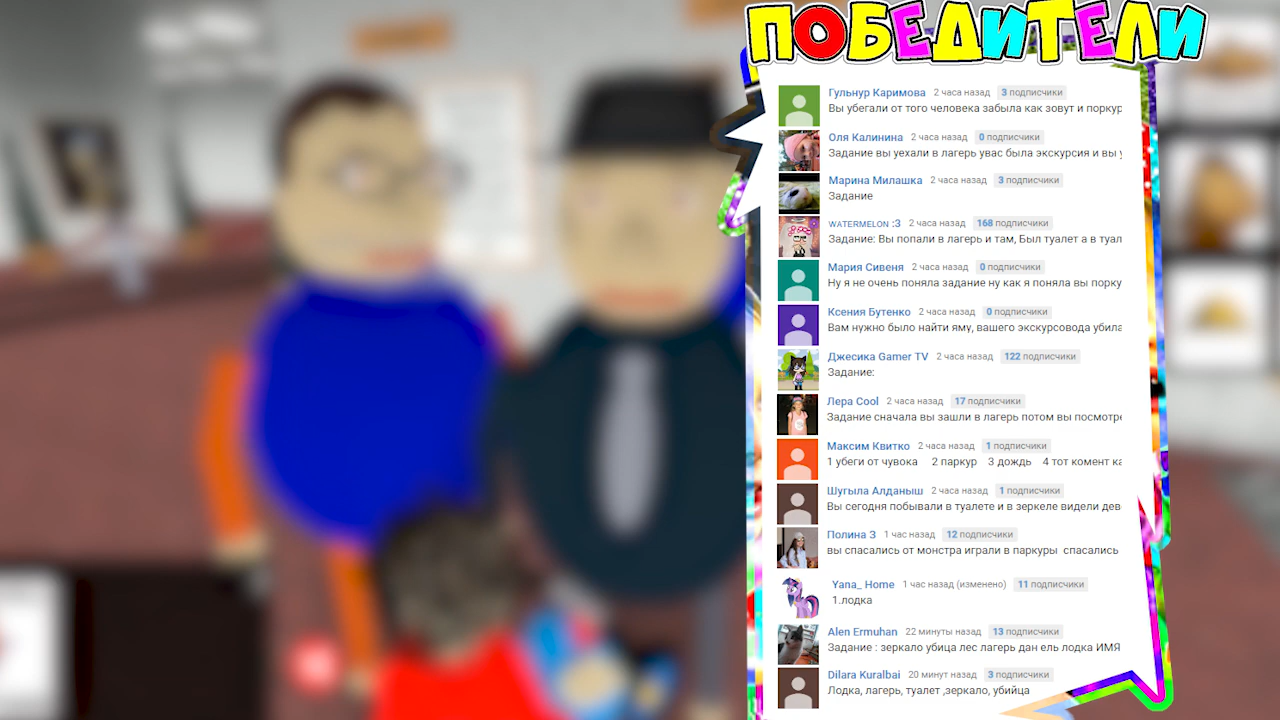 ПОБЕДИТЕЛИ
Гульнур Каримова 2 часа назад 3 подписчики
Вы убегали от того человека забыла как зовут и поркур
Оля Калинина 2 часа назад 0 подписчики
Задание вы уехали в лагерь увас была экскурсия и вы
Марина Милашка 2 часа назад 3 подписчики
Задание
WATERMELON :3 2 часа назад 168 подписчики
Задание: Вы попали в лагерь и там, Был туалет а в туал
Мария Сивеня 2 часа назад 0 подписчики
Ну я не очень поняла задание ну как я поняла вы порку
Ксения Бутенко 2 часа назад 0 подписчики
Вам нужно было найти яму, вашего экскурсовода убила
Джесика Gamer TV 2 часа назад 122 подписчики
Задание:
Лера Cool 2 часа назад 17 подписчики
Задание сначала вы зашли в лагерь потом вы посмотре
Максим Квитко 2 часа назад 1 подписчики
1 убеги от чувока 2 паркур 3 дождь 4 тот комент ка
Шугыла Алданыш 2 часа назад 1 подписчики
Вы сегодня побывали в туалете и в зеркеле видели дев
Полина З 1 час назад 12 подписчики
вы спасались от монстра играли в паркуры спасались
Yana_ Home 1 час назад (изменено) 11 подписчики
1.лодка
Alen Ermuhan 22 минуты назад 13 подписчики
Задание : зеркало убица лес лагерь дан ель лодка ИМЯ
Dilara Kuralbai 20 минут назад 3 подписчики
Лодка, лагерь, туалет ,зеркало, убийца